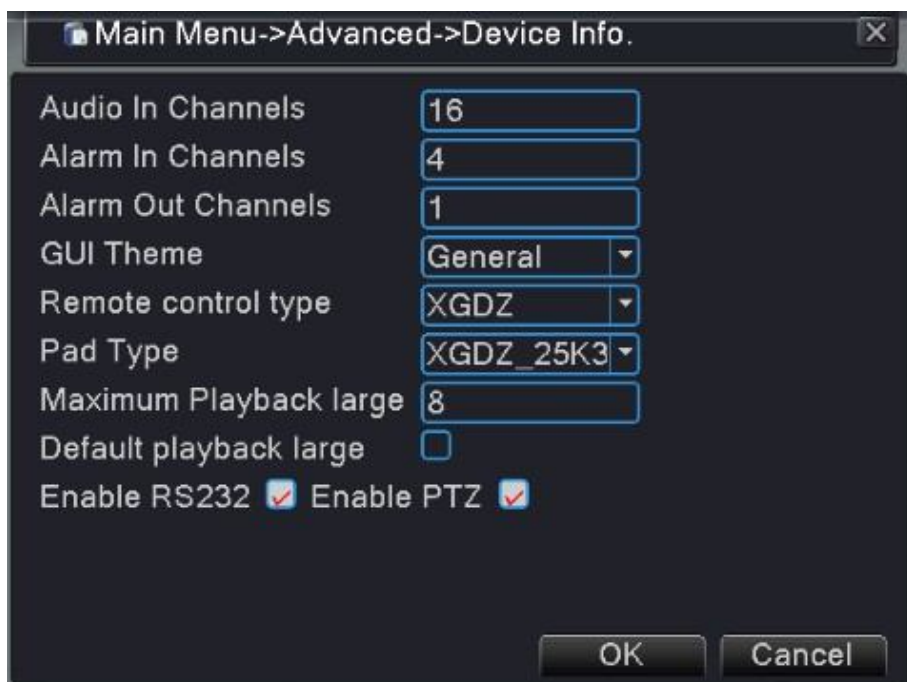 Main Menu->Advanced->Device Info.
Audio In Channels 16
Alarm In Channels 4
Alarm Out Channels 1
GUI Theme General
Remote control type XGDZ
Pad Type XGDZ_25K3
Maximum Playback large 8
Default playback large
Enable RS232 Enable PTZ
OK Cancel